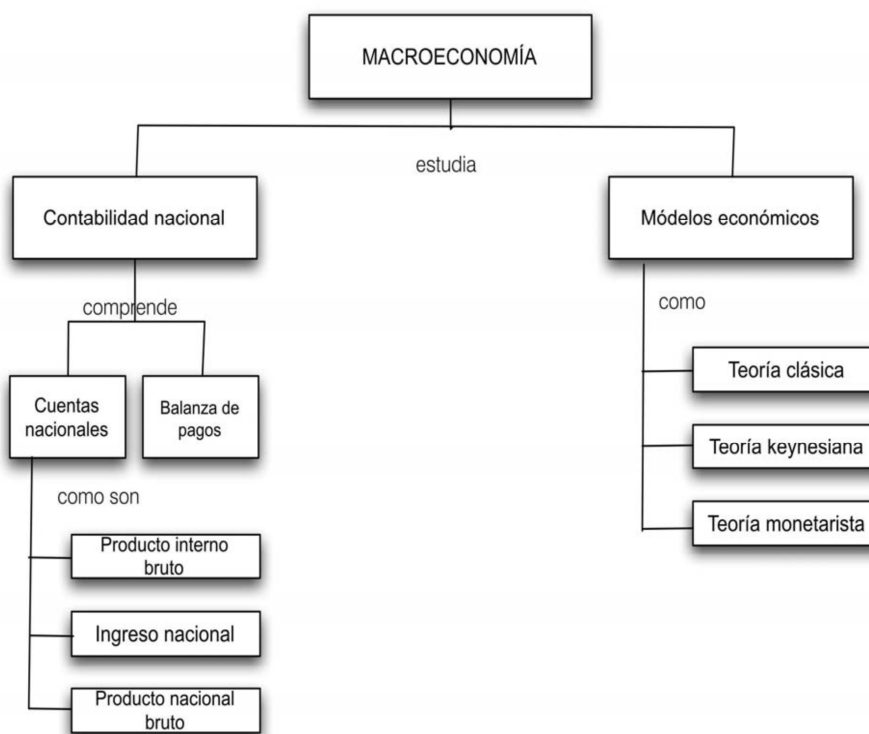 MACROECONOMÍA
estudia
Contabilidad nacional
Módelos económicos
comprende
como
Cuentas
nacionales
Balanza de
pagos
Teoría clásica
Teoría keynesiana
Teoría monetarista
como son
Producto interno
bruto
Ingreso nacional
Producto nacional
bruto